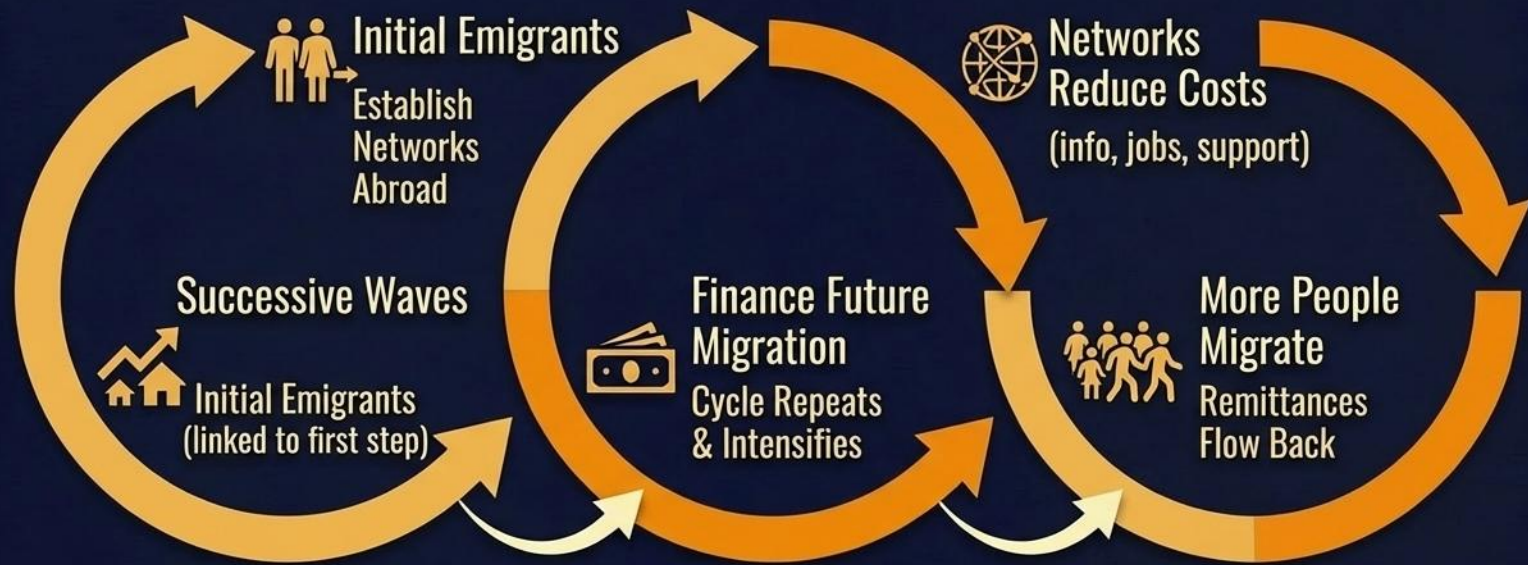 Initial Emigrants
Establish
Networks
Abroad
Networks
Reduce Costs
(info, jobs, support)
Successive Waves
Initial Emigrants
(linked to first step)
Finance Future
Migration
Cycle Repeats
& Intensifies
More People
Migrate
Remittances
Flow Back